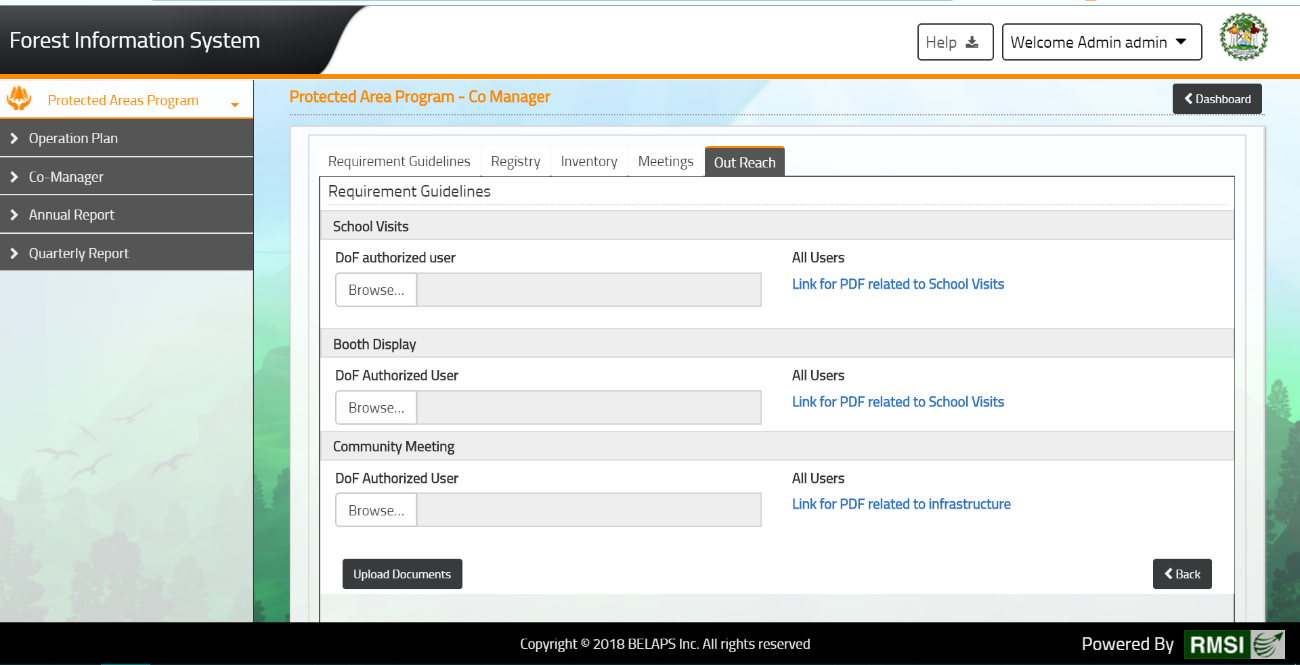 Forest Information System
Help
Welcome Admin admin
Protected Areas Program
Operation Plan
Co-Manager
Annual Report
Quarterly Report
Protected Area Program - Co Manager
Dashboard
Requirement Guidelines Registry Inventory Meetings Out Reach
Requirement Guidelines
School Visits
DoF authorized user All Users
Browse... Link for PDF related to School Visits
Booth Display
DoF Authorized User All Users
Browse... Link for PDF related to School Visits
Community Meeting
DoF Authorized User All Users
Browse... Link for PDF related to infrastructure
Upload Documents Back
Copyright © 2018 BELAPS Inc. All rights reserved
Powered By RMSI